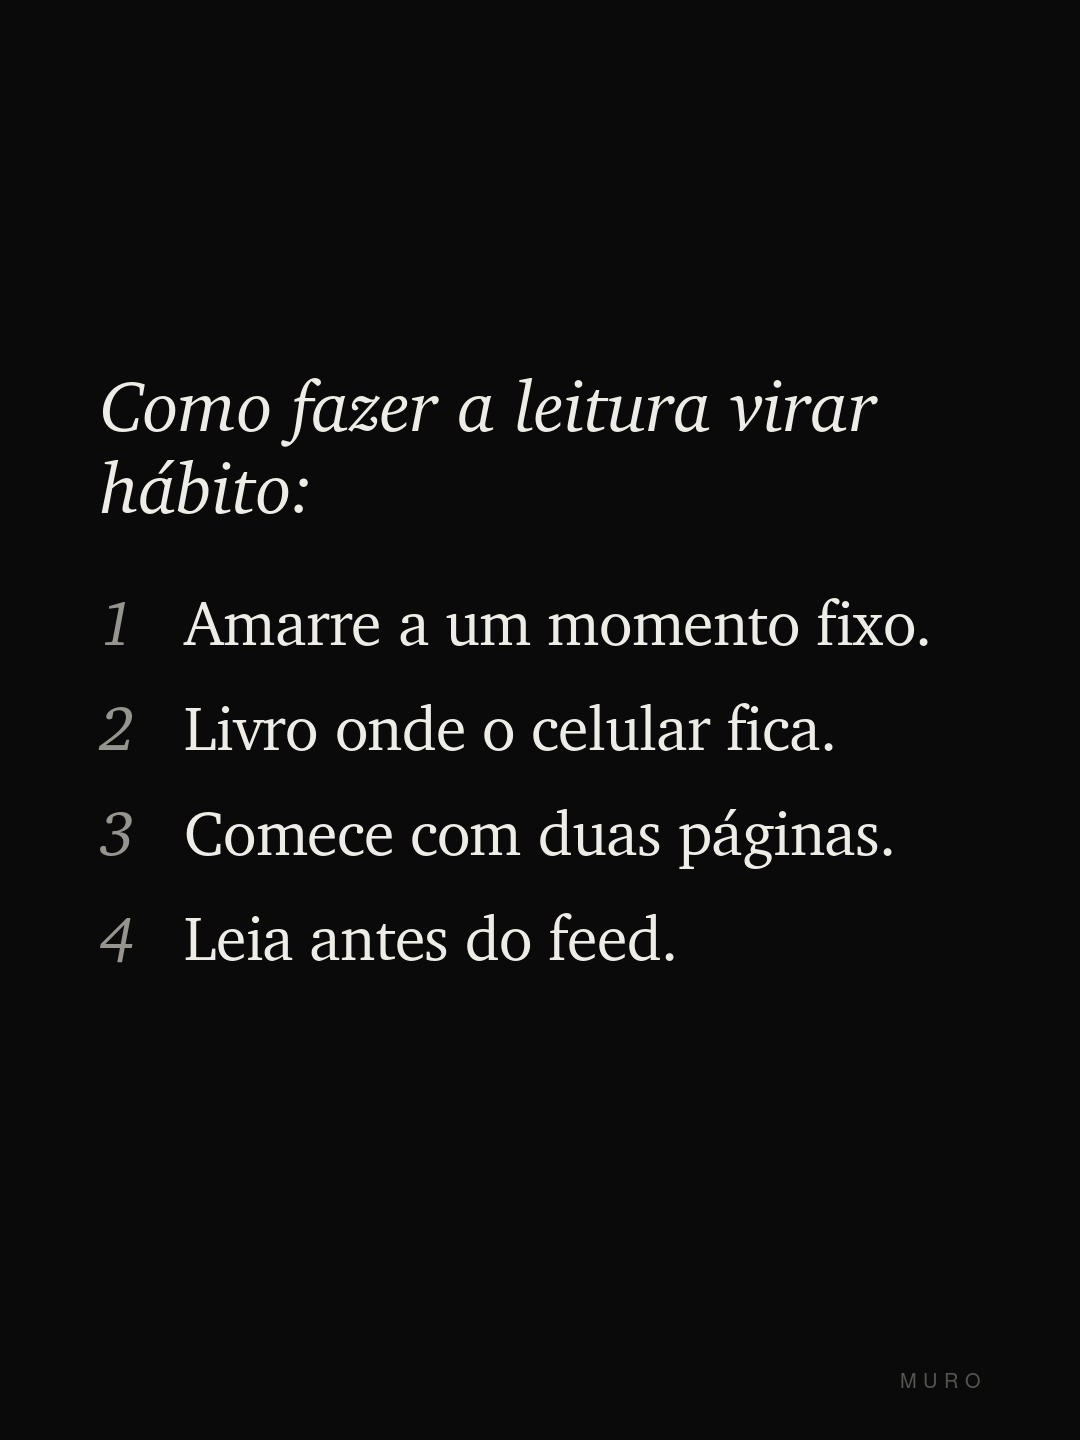 Como fazer a leitura virar
hábito:
1 Amarre a um momento fixo.
2 Livro onde o celular fica.
3 Comece com duas páginas.
4 Leia antes do feed.
MURO